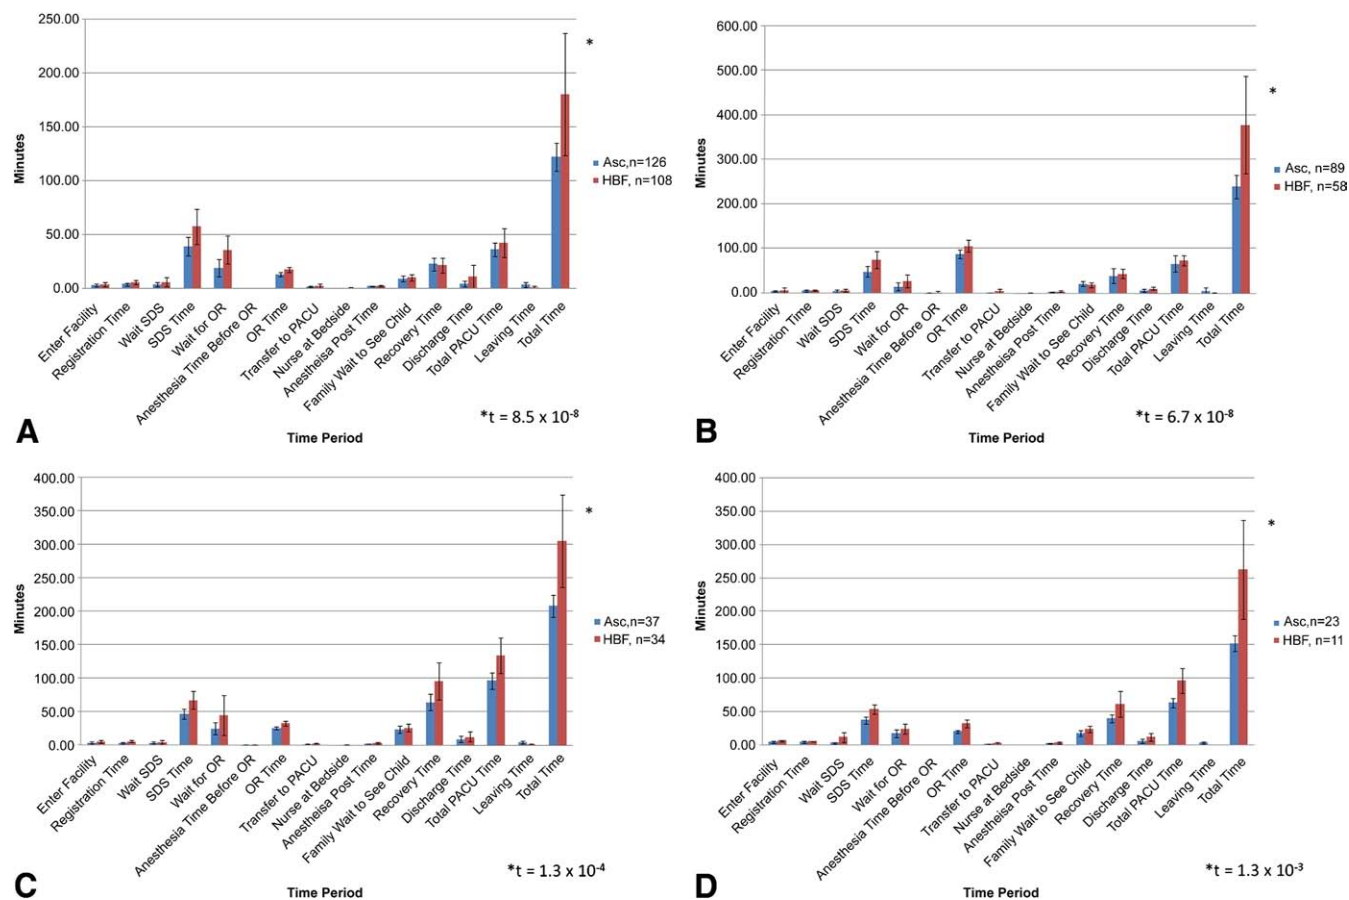 250.00
200.00
150.00
100.00
50.00
0.00
Minutes
*
Asc,n=126
HBF, n=108
Enter Facility
Registration Time
Wait SDS
SDS Time
Wait for OR
Anesthesia Time Before OR
OR Time
Transfer to PACU
Nurse at Bedside
Anestheisa Post Time
Family Wait to See Child
Recovery Time
Discharge Time
Total PACU Time
Leaving Time
Total Time
*t = 8.5 x 10-8
A
Time Period
600.00
500.00
400.00
300.00
200.00
100.00
0.00
Minutes
*
Asc, n=89
HBF, n=58
Enter Facility
Registration Time
Wait SDS
SDS Time
Wait for OR
Anesthesia Time Before OR
OR Time
Transfer to PACU
Nurse at Bedside
Anestheisa Post Time
Family Wait to See Child
Recovery Time
Discharge Time
Total PACU Time
Leaving Time
Total Time
*t = 6.7 x 10-8
B
Time Period
400.00
350.00
300.00
250.00
200.00
150.00
100.00
50.00
0.00
Minutes
*
Asc,n=37
HBF, n=34
Enter Facility
Registration Time
Wait SDS
SDS Time
Wait for OR
Anesthesia Time Before OR
OR Time
Transfer to PACU
Nurse at Bedside
Anestheisa Post Time
Family Wait to See Child
Recovery Time
Discharge Time
Total PACU Time
Leaving Time
Total Time
*t = 1.3 x 10-4
C
Time Period
400.00
350.00
300.00
250.00
200.00
150.00
100.00
50.00
0.00
Minutes
*
Asc,n=23
HBF, n=11
Enter Facility
Registration Time
Wait SDS
SDS Time
Wait for OR
Anesthesia Time Before OR
OR Time
Transfer to PACU
Nurse at Bedside
Anestheisa Post Time
Family Wait to See Child
Recovery Time
Discharge Time
Total PACU Time
Leaving Time
Total Time
*t = 1.3 x 10-3
D
Time Period